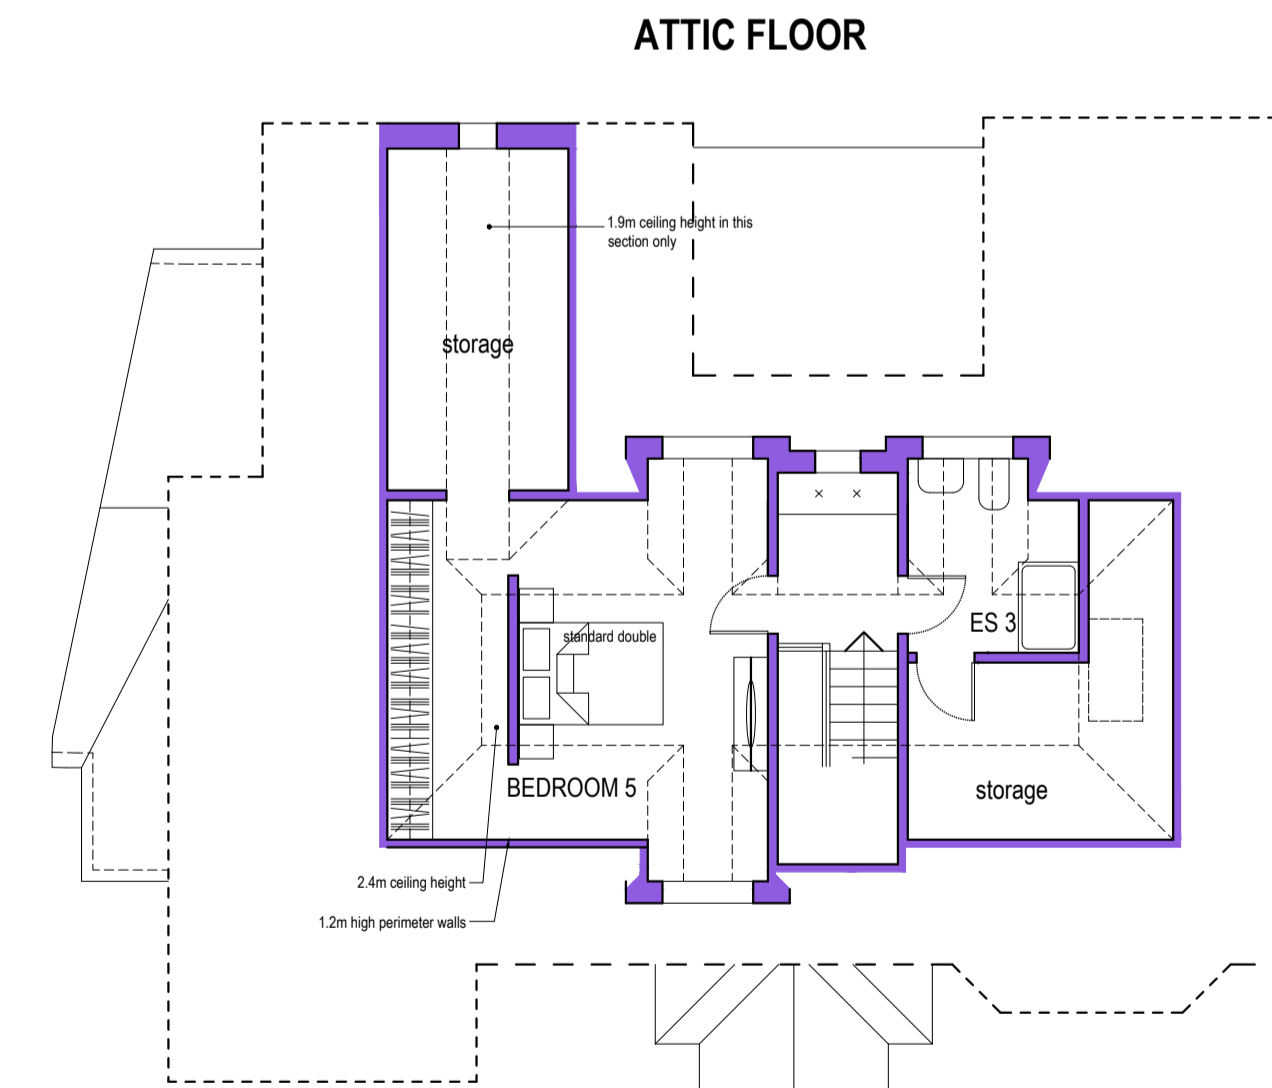 ATTIC FLOOR
1.9m ceiling height in this
section only
storage
ES 3
standard double
BEDROOM 5
storage
2.4m ceiling height
1.2m high perimeter walls